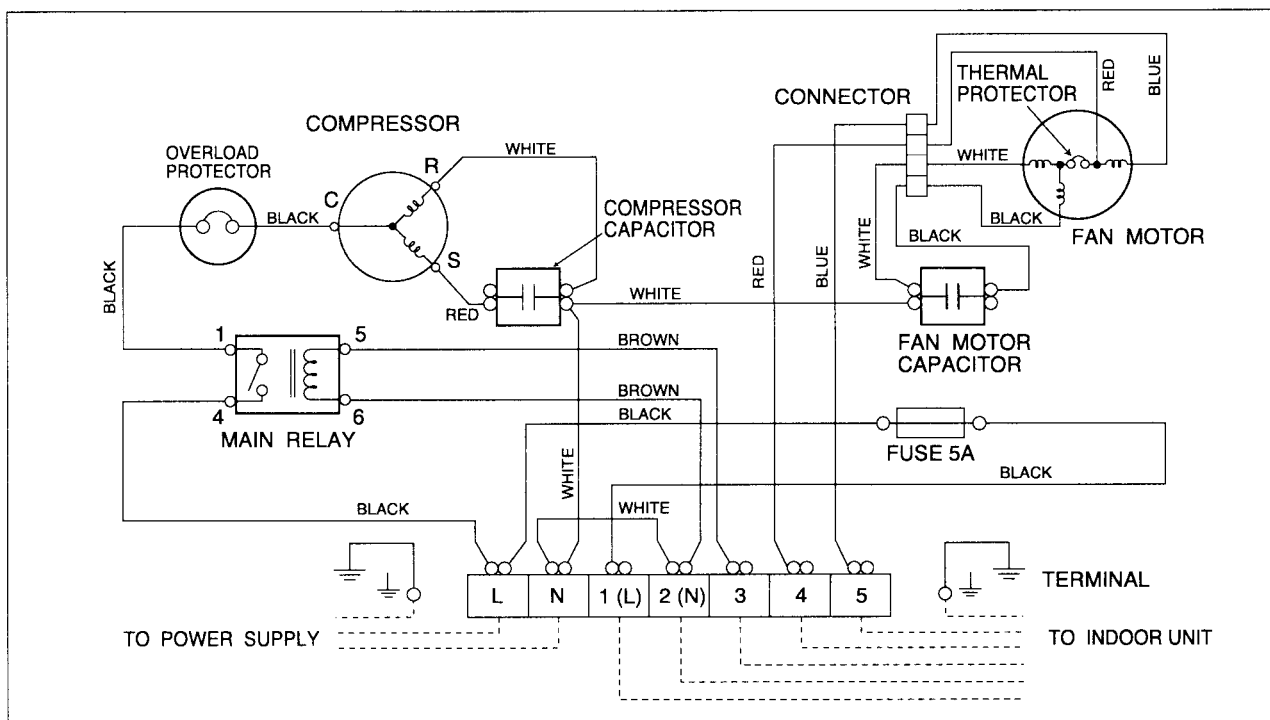 COMPRESSOR
OVERLOAD
PROTECTOR
C
R
S
BLACK
WHITE
COMPRESSOR
CAPACITOR
RED
BLACK
CONNECTOR
THERMAL
PROTECTOR
RED
BLUE
WHITE
BLACK
FAN MOTOR
BLACK
WHITE
RED
BLUE
WHITE
FAN MOTOR
CAPACITOR
1
5
4
6
MAIN RELAY
BROWN
BROWN
BLACK
FUSE 5A
BLACK
WHITE
WHITE
BLACK
L
N
1 (L)
2 (N)
3
4
5
TERMINAL
TO POWER SUPPLY
TO INDOOR UNIT